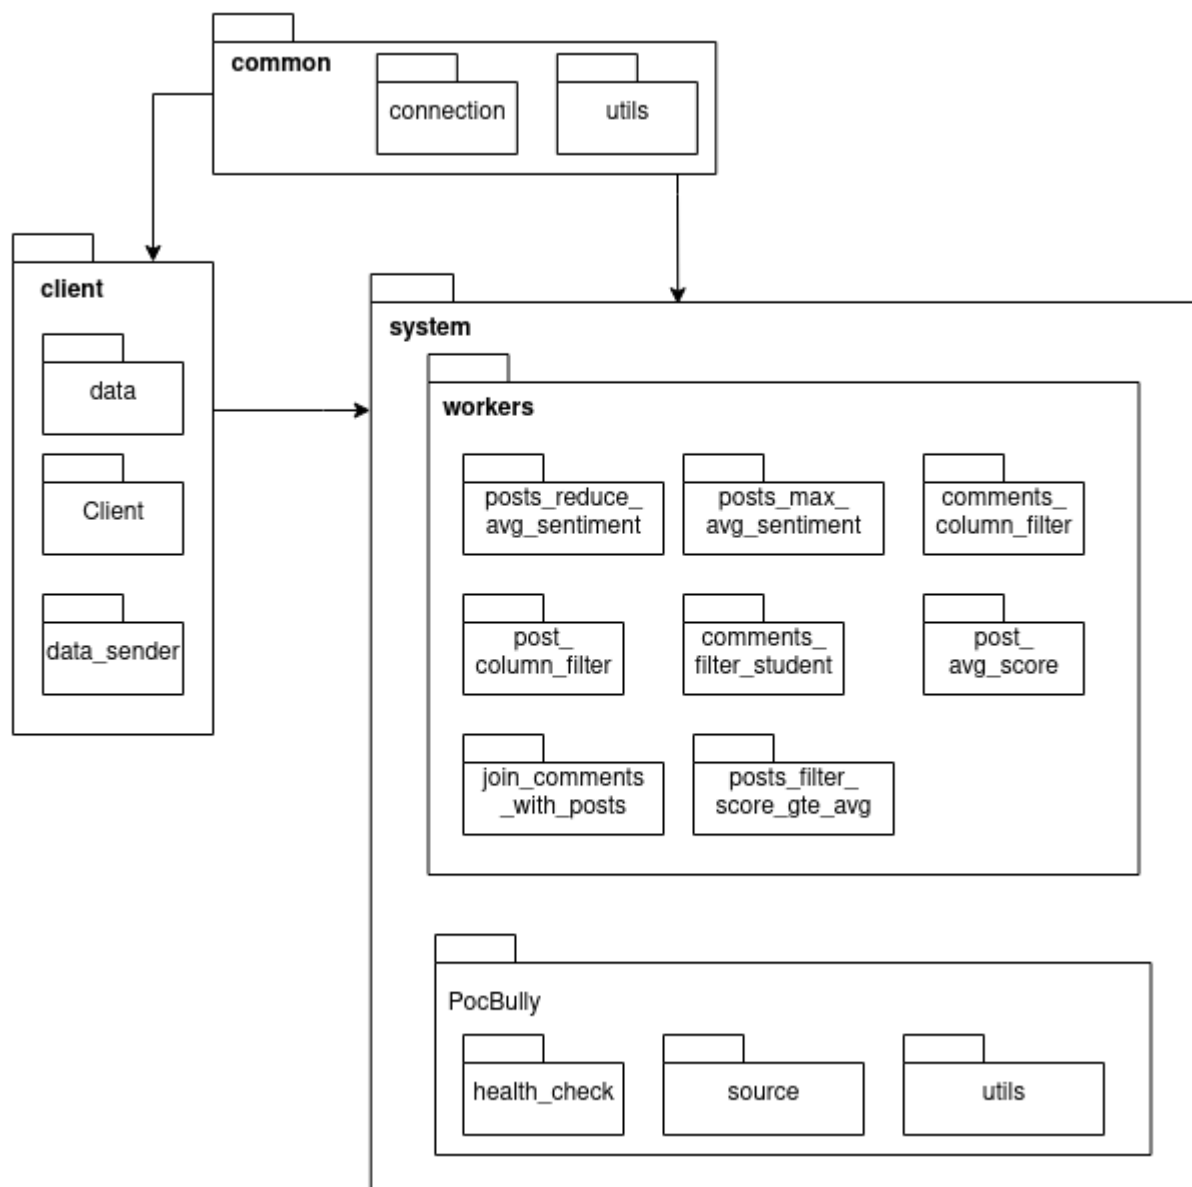 common
connection
utils
client
data
Client
data_sender
system
workers
posts_reduce_
avg_sentiment
posts_max_
avg_sentiment
comments_
column_filter
post_
column_filter
comments_
filter_student
post_
avg_score
join_comments
_with_posts
posts_filter_
score_gte_avg
PocBully
health_check
source
utils